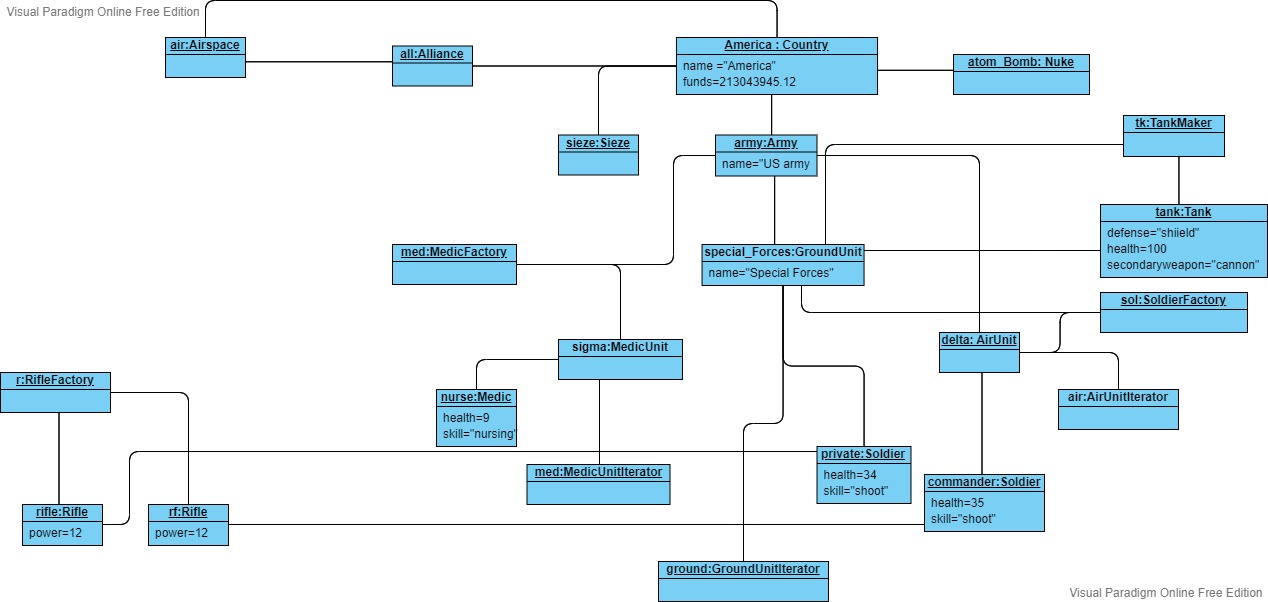 Visual Paradigm Online Free Edition
air:Airspace
all:Alliance
America : Country
name ="America"
funds=213043945.12
atom_Bomb: Nuke
sieze:Sieze
army:Army
name="US army
tk:TankMaker
tank:Tank
defense="shiield"
health=100
secondaryweapon="cannon"
med:MedicFactory
special_Forces:GroundUnit
name="Special Forces"
sol:SoldierFactory
delta: AirUnit
sigma:MedicUnit
r:RifleFactory
nurse:Medic
health=9
skill="nursing"
air:AirUnitIterator
med:MedicUnitIterator
private:Soldier
health=34
skill="shoot"
commander:Soldier
health=35
skill="shoot"
rifle:Rifle
power=12
rf:Rifle
power=12
ground:GroundUnitIterator
Visual Paradigm Online Free Edition